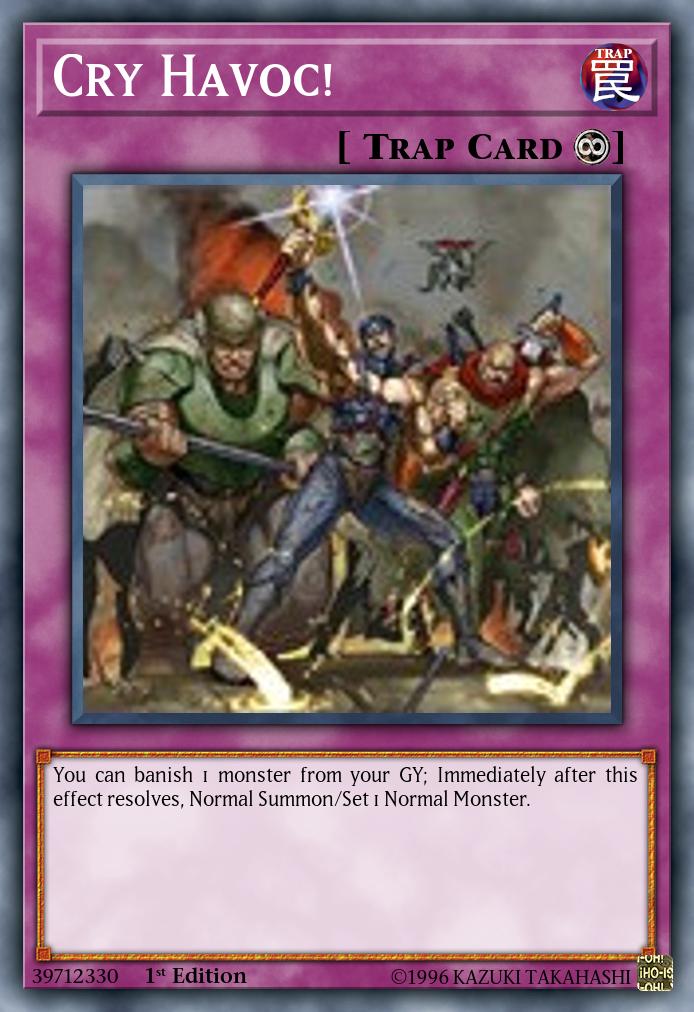 CRY HAVOC!
TRAP
罠
[ TRAP CARD ]
You can banish 1 monster from your GY; Immediately after this
effect resolves, Normal Summon/Set 1 Normal Monster.
39712330 1st Edition ©1996 KAZUKI TAKAHASHI